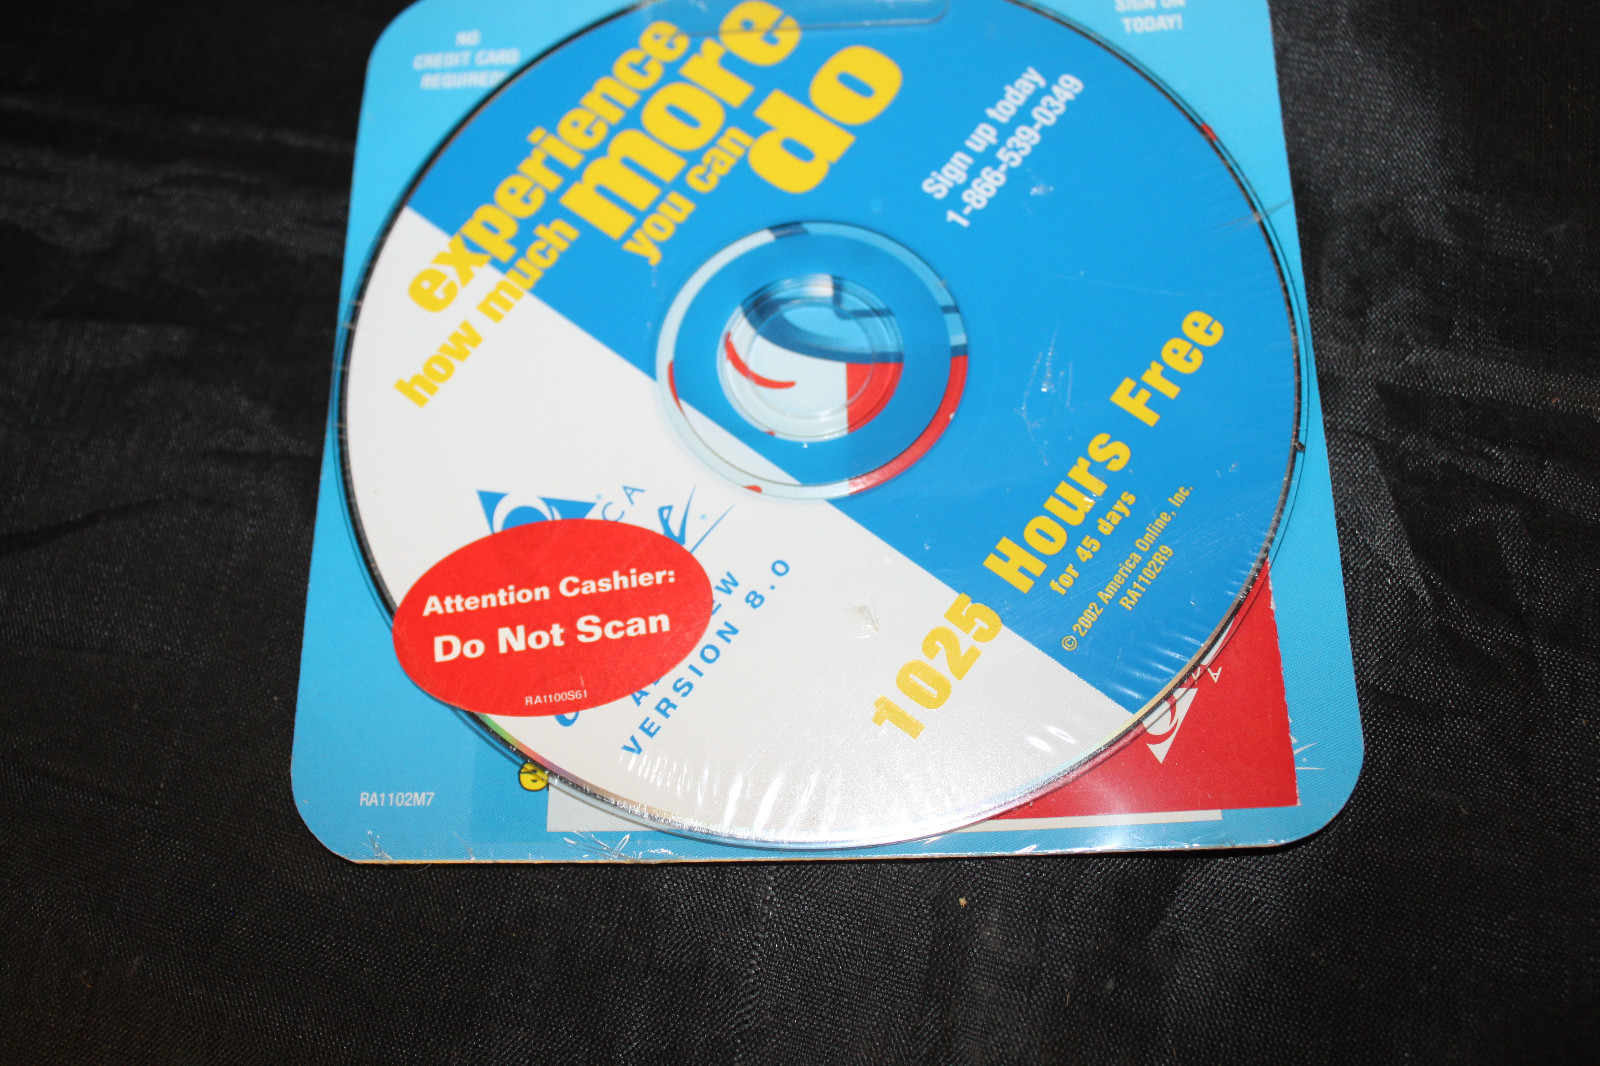 NO
CREDIT CARD
REQUIRED!
SIGN ON
TODAY!
experience
how much more
you can do
Sign up today
1-866-539-0349
1025 Hours Free
for 45 days
© 2002 America Online, Inc.
RA1102R9
VERSION 8.0
Attention Cashier:
Do Not Scan
RA1100S61
RA1102M7